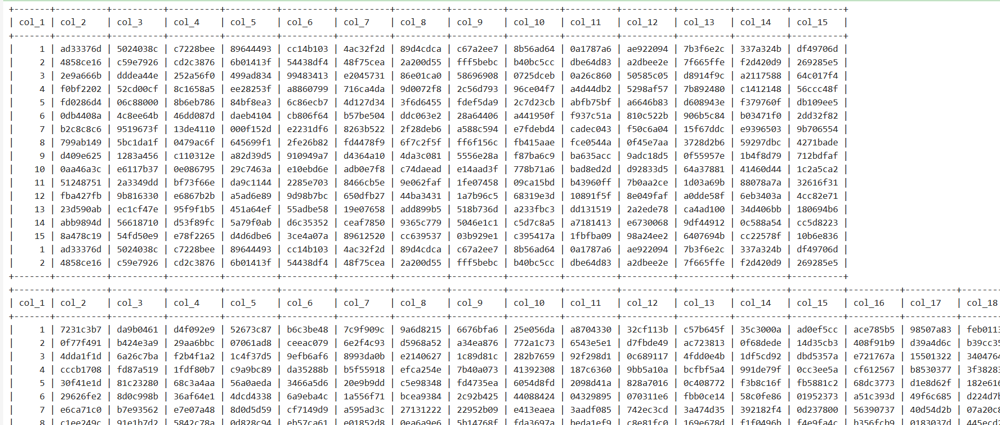 +-------+----------+----------+----------+----------+----------+----------+----------+----------+----------+----------+----------+----------+----------+----------+
| col_1 | col_2    | col_3    | col_4    | col_5    | col_6    | col_7    | col_8    | col_9    | col_10   | col_11   | col_12   | col_13   | col_14   | col_15   |
+-------+----------+----------+----------+----------+----------+----------+----------+----------+----------+----------+----------+----------+----------+----------+
|     1 | ad33376d | 5024038c | c7228bee | 89644493 | cc14b103 | 4ac32f2d | 89d4cdca | c67a2ee7 | 8b56ad64 | 0a1787a6 | ae922094 | 7b3f6e2c | 337a324b | df49706d |
|     2 | 4858ce16 | c59e7926 | cd2c3876 | 6b01413f | 54438df4 | 48f75cea | 2a200d55 | fff5bebc | b40bc5cc | dbe64d83 | a2dbee2e | 7f665ffe | f2d420d9 | 269285e5 |
|     3 | 2e9a666b | dddea44e | 252a56f0 | 499ad834 | 99483413 | e2045731 | 86e01ca0 | 58696908 | 0725dceb | 0a26c860 | 50585c05 | d8914f9c | a2117588 | 64c017f4 |
|     4 | f0bf2202 | 52cd00cf | 8c1658a5 | ee28253f | a8860799 | 716ca4da | 9d0072f8 | 2c56d793 | 96ce04f7 | a4d44db2 | 5298af57 | 7b892480 | c1412148 | 56ccc48f |
|     5 | fd0286d4 | 06c88000 | 8b6eb786 | 84bf8ea3 | 6c86ecb7 | 4d127d34 | 3f6d6455 | fdef5da9 | 2c7d23cb | abfb75bf | a6646b83 | d608943e | f379760f | db109ee5 |
|     6 | 0db4408a | 4c8ee64b | 46dd087d | daeb4104 | cb806f64 | b57be504 | ddc063e2 | 28a64406 | a441950f | f937c51a | 810c522b | 906b5c84 | b03471f0 | 2dd32f82 |
|     7 | b2c8c8c6 | 9519673f | 13de4110 | 000f152d | e2231df6 | 8263b522 | 2f28deb6 | a588c594 | e7fdebd4 | cadec043 | f50c6a04 | 15f67ddc | e9396503 | 9b706554 |
|     8 | 799ab149 | 5bc1da1f | 0479ac6f | 645699f1 | 2fe26b82 | fd4478f9 | 6f7c2f5f | ff6f156c | fb415aae | fce0544a | 0f45e7aa | 3728d2b6 | 59297dbc | 4271bade |
|     9 | d409e625 | 1283a456 | c110312e | a82d39d5 | 910949a7 | d4364a10 | 4da3c081 | 5556e28a | f87ba6c9 | ba635acc | 9adc18d5 | 0f55957e | 1b4f8d79 | 712bdfaf |
|    10 | 0aa46a3c | e6117b37 | 0e086795 | 29c7463a | e10ebd6e | adb0e7f8 | c74daead | e14aad3f | 778b71a6 | bad8ed2d | d92833d5 | 64a37881 | 41460d44 | 1c2a5ca2 |
|    11 | 51248751 | 2a3349dd | bf73f66e | da9c1144 | 2285e703 | 8466cb5e | 9e062faf | 1fe07458 | 09ca15bd | b43960ff | 7b0aa2ce | 1d03a69b | 88078a7a | 32616f31 |
|    12 | fba427fb | 9b816330 | e6867b2b | a5ad6e89 | 9d98b7bc | 650dfb27 | 44ba3431 | 1a7b96c5 | 68319e3d | 10891f5f | 8e049faf | a0dde58f | 6eb3403a | 4cc82e71 |
|    13 | 23d590ab | ec1cf47e | 95f9f1b5 | 451a64ef | 55adbe58 | 19e07658 | add899b5 | 518b736d | a233fbc3 | dd131519 | 2a2ede78 | ca4ad100 | 34d406bb | 180694b6 |
|    14 | abb9894d | 56618710 | d53f89fc | 5a79f0ab | d6c35352 | ceaf7850 | 9365c779 | 5046e1c1 | c5d7c8a5 | a7181413 | e6730068 | 9df44912 | 0c588a54 | cc5d8223 |
|    15 | 8a478c19 | 54fd50e9 | e78f2265 | d4d6dbe6 | 3ce4a07a | 89612520 | cc639537 | 03b929e1 | c395417a | 1fbfba09 | 98a24ee2 | 6407694b | cc22578f | 10b6e836 |
|     1 | ad33376d | 5024038c | c7228bee | 89644493 | cc14b103 | 4ac32f2d | 89d4cdca | c67a2ee7 | 8b56ad64 | 0a1787a6 | ae922094 | 7b3f6e2c | 337a324b | df49706d |
|     2 | 4858ce16 | c59e7926 | cd2c3876 | 6b01413f | 54438df4 | 48f75cea | 2a200d55 | fff5bebc | b40bc5cc | dbe64d83 | a2dbee2e | 7f665ffe | f2d420d9 | 269285e5 |
+-------+----------+----------+----------+----------+----------+----------+----------+----------+----------+----------+----------+----------+----------+----------+
+-------+----------+----------+----------+----------+----------+----------+----------+----------+----------+----------+----------+----------+----------+----------+----------+----------+-------
| col_1 | col_2    | col_3    | col_4    | col_5    | col_6    | col_7    | col_8    | col_9    | col_10   | col_11   | col_12   | col_13   | col_14   | col_15   | col_16   | col_17   | col_18
+-------+----------+----------+----------+----------+----------+----------+----------+----------+----------+----------+----------+----------+----------+----------+----------+----------+-------
|     1 | 7231c3b7 | da9b0461 | d4f092e9 | 52673c87 | b6c3be48 | 7c9f909c | 9a6d8215 | 6676bfa6 | 25e056da | a8704330 | 32cf113b | c57b645f | 35c3000a | ad0ef5cc | ace785b5 | 98507a83 | feb0113
|     2 | 0f77f491 | b424e3a9 | 29aa6bbc | 07061ad8 | ceeac079 | 6e2f4c93 | d5968a52 | a34ea876 | 772a1c73 | 6543e5e1 | d7fbde49 | ac723813 | 0f68dede | 14d35cb3 | 408f91b9 | d39a4d6c | b39cc35
|     3 | 4dda1f1d | 6a26c7ba | f2b4f1a2 | 1c4f37d5 | 9efb6af6 | 8993da0b | e2140627 | 1c89d81c | 282b7659 | 92f298d1 | 0c689117 | 4fdd0e4b | 1df5cd92 | dbd5357a | e721767a | 15501322 | 3404764
|     4 | cccb1708 | fd87a519 | 1fdf80b7 | c9a9bc89 | da35288b | b5f55918 | efca254e | 7b40a073 | 41392308 | 187c6360 | 9bb5a10a | bcfbf5a4 | 991de79f | 0cc3ee5a | cf612567 | b8530377 | 3f38283
|     5 | 30f41e1d | 81c23280 | 68c3a4aa | 56a0aeda | 3466a5d6 | 20e9b9dd | c5e98348 | fd4735ea | 6054d8fd | 2098d41a | 828a7016 | 0c408772 | f3b8c16f | fb5881c2 | 68dc3773 | d1e8d62f | 182e616
|     6 | 29626fe2 | 8d0c998b | 36af64e1 | 4dcd4338 | 6a9eba4c | 1a556f71 | bcea9384 | 2c92b425 | 44088424 | 04329895 | 070311e6 | fbb0ce14 | 58c0fe86 | 01952373 | a51c393d | 49f6c685 | d224d7b
|     7 | e6ca71c0 | b7e93562 | e7e07a48 | 8d0d5d59 | cf7149d9 | a595ad3c | 27131222 | 22952b09 | e413eaea | 3aadf085 | 742ec3cd | 3a474d35 | 392182f4 | 0d237800 | 56390737 | 40d54d2b | 07a20c8
|     8 | c1ee249c | 91e1b7d2 | 5842c78a | 0d828c94 | eb57ca61 | e01852d8 | 0ea6a9e6 | 5b14768f | fda3697a | beda1ef9 | c8e81fc0 | 169e678d | f1f0496b | f4e9fa4c | b356fcb9 | 0183037d | 445ecd2